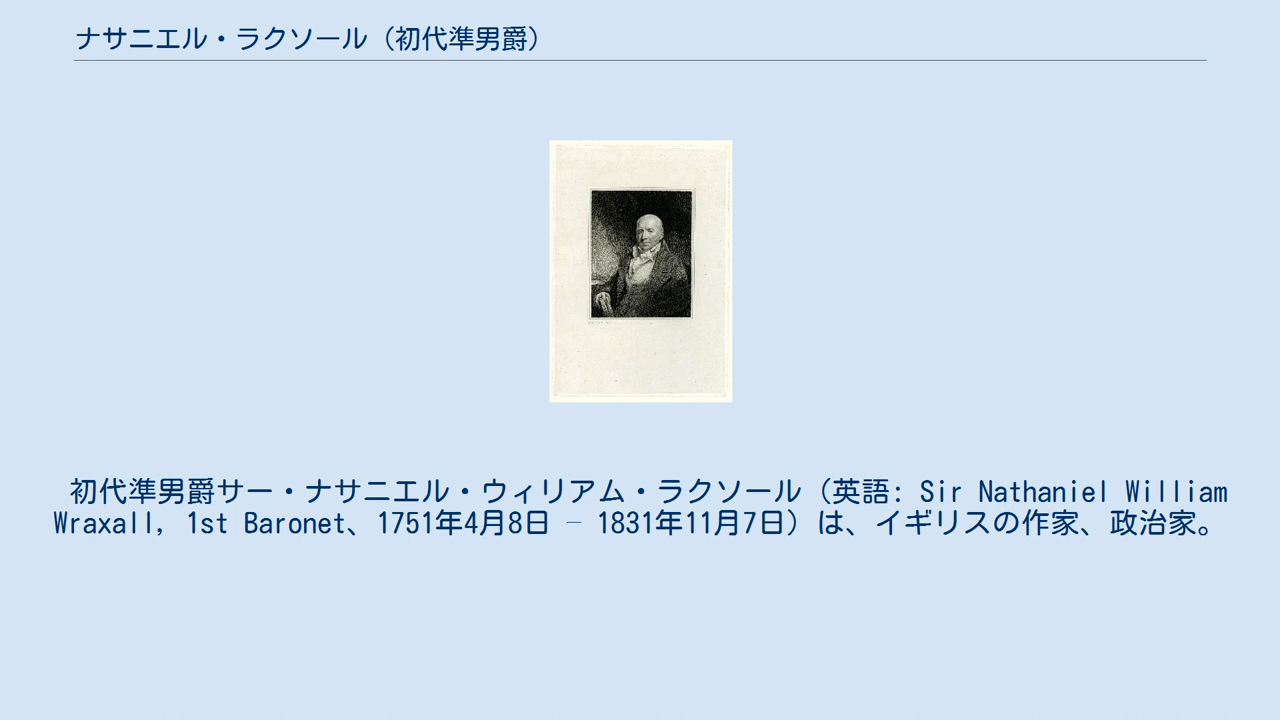 ナサニエル・ラクソール（初代準男爵）
初代準男爵サー・ナサニエル・ウィリアム・ラクソール（英語: Sir Nathaniel William
Wraxall, 1st Baronet、1751年4月8日 – 1831年11月7日）は、イギリスの作家、政治家。